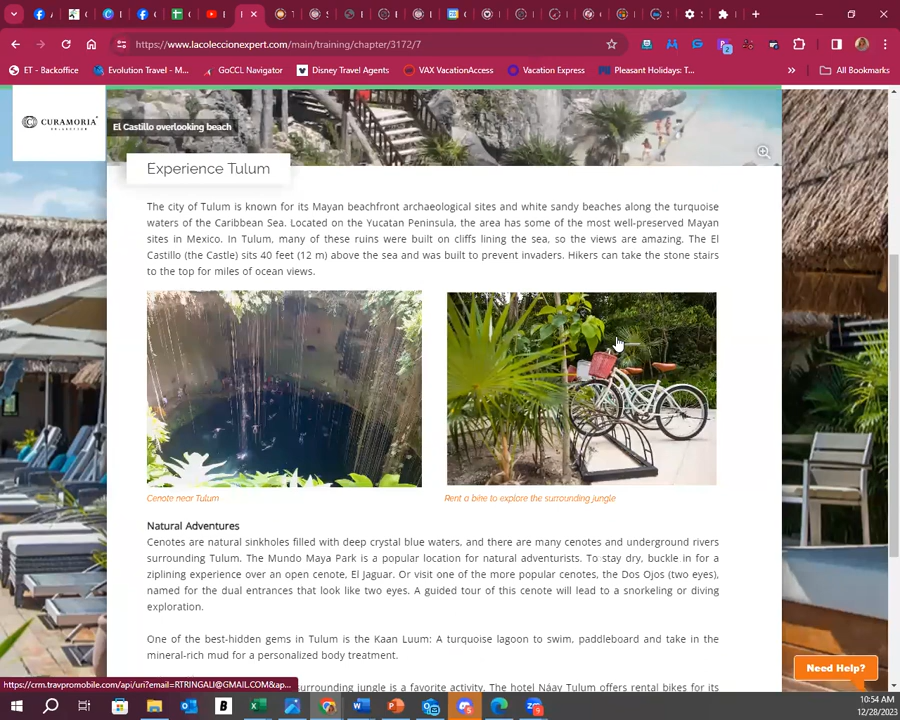 https://www.lacoleccionexpert.com/main/training/chapter/3172/7
ET - Backoffice
Evolution Travel - M...
GoCCL Navigator
Disney Travel Agents
VAX VacationAccess
Vacation Express
Pleasant Holidays: T...
»
All Bookmarks
CURAMORIA
COLLECTION
El Castillo overlooking beach
Experience Tulum
The city of Tulum is known for its Mayan beachfront archaeological sites and white sandy beaches along the turquoise
waters of the Caribbean Sea. Located on the Yucatan Peninsula, the area has some of the most well-preserved Mayan
sites in Mexico. In Tulum, many of these ruins were built on cliffs lining the sea, so the views are amazing. The El
Castillo (the Castle) sits 40 feet (12 m) above the sea and was built to prevent invaders. Hikers can take the stone stairs
to the top for miles of ocean views.
Cenote near Tulum
Rent a bike to explore the surrounding jungle
Natural Adventures
Cenotes are natural sinkholes filled with deep crystal blue waters, and there are many cenotes and underground rivers
surrounding Tulum. The Mundo Maya Park is a popular location for natural adventurists. To stay dry, buckle in for a
ziplining experience over an open cenote, El Jaguar. Or visit one of the more popular cenotes, the Dos Ojos (two eyes),
named for the dual entrances that look like two eyes. A guided tour of this cenote will lead to a snorkeling or diving
exploration.
One of the best-hidden gems in Tulum is the Kaan Luum: A turquoise lagoon to swim, paddleboard and take in the
mineral-rich mud for a personalized body treatment.
Need Help?
https://crm.travpromobile.com/api/uri?email=RTRINGALI@GMAIL.COM&ap...
surrounding jungle is a favorite activity. The hotel Náay Tulum offers rental bikes for its
10:54 AM
12/28/2023